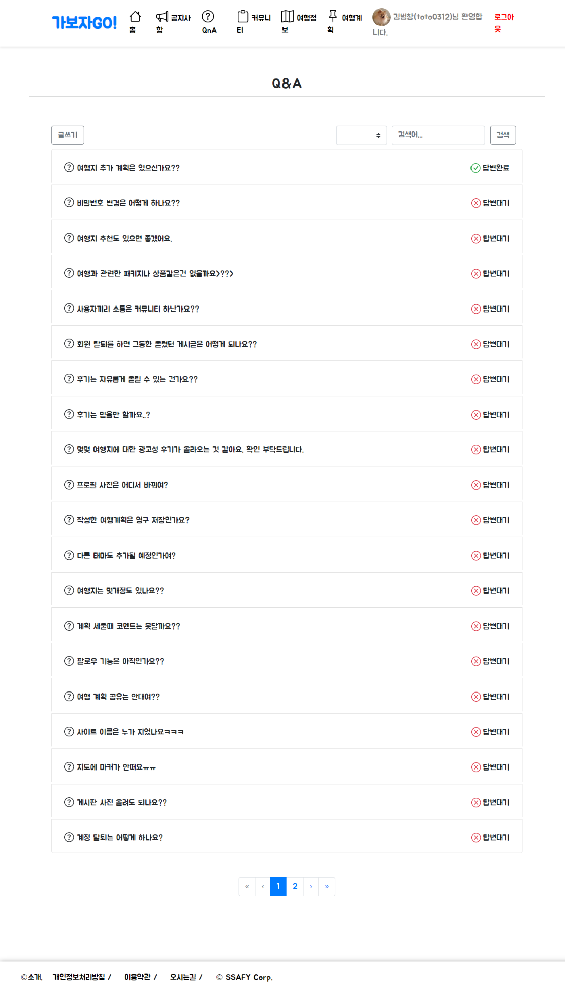 가보자GO!
홈
공지사
항
QnA
커뮤니
티
여행정
보
여행계
획
김범창(toto0312)님 환영합
니다.
로그아
웃
Q&A
글쓰기
검색어...
검색
여행지 추가 계획은 있으신가요?? 답변완료
비밀번호 변경은 어떻게 하나요?? 답변대기
여행지 추천도 있으면 좋겠어요. 답변대기
여행과 관련한 패키지나 상품같은건 없을까요>??> 답변대기
사용자끼리 소통은 커뮤니티 하난가요?? 답변대기
회원 탈퇴를 하면 그동한 올렸던 게시글은 어떻게 되나요?? 답변대기
후기는 자유롭게 올릴 수 있는 건가요?? 답변대기
후기는 믿을만 할까요..? 답변대기
몇몇 여행지에 대한 광고성 후기가 올라오는 것 같아요. 확인 부탁드립니다. 답변대기
프로필 사진은 어디서 바꿔여? 답변대기
작성한 여행계획은 영구 저장인가요? 답변대기
다른 태마도 추가될 예정인가여? 답변대기
여행지는 몇개정도 있나요?? 답변대기
계획 세울때 코멘트는 못달까요?? 답변대기
팔로우 기능은 아직인가요?? 답변대기
여행 계획 공유는 안대여?? 답변대기
사이트 이름은 누가 지었나요ㅋㅋㅋ 답변대기
지도에 마커가 안떠요ㅠㅠ 답변대기
게시판 사진 올려도 되나요?? 답변대기
계정 탈퇴는 어떻게 하나요? 답변대기
« ‹ 1 2 › »
©소개. 개인정보처리방침 / 이용약관 / 오시는길 / © SSAFY Corp.